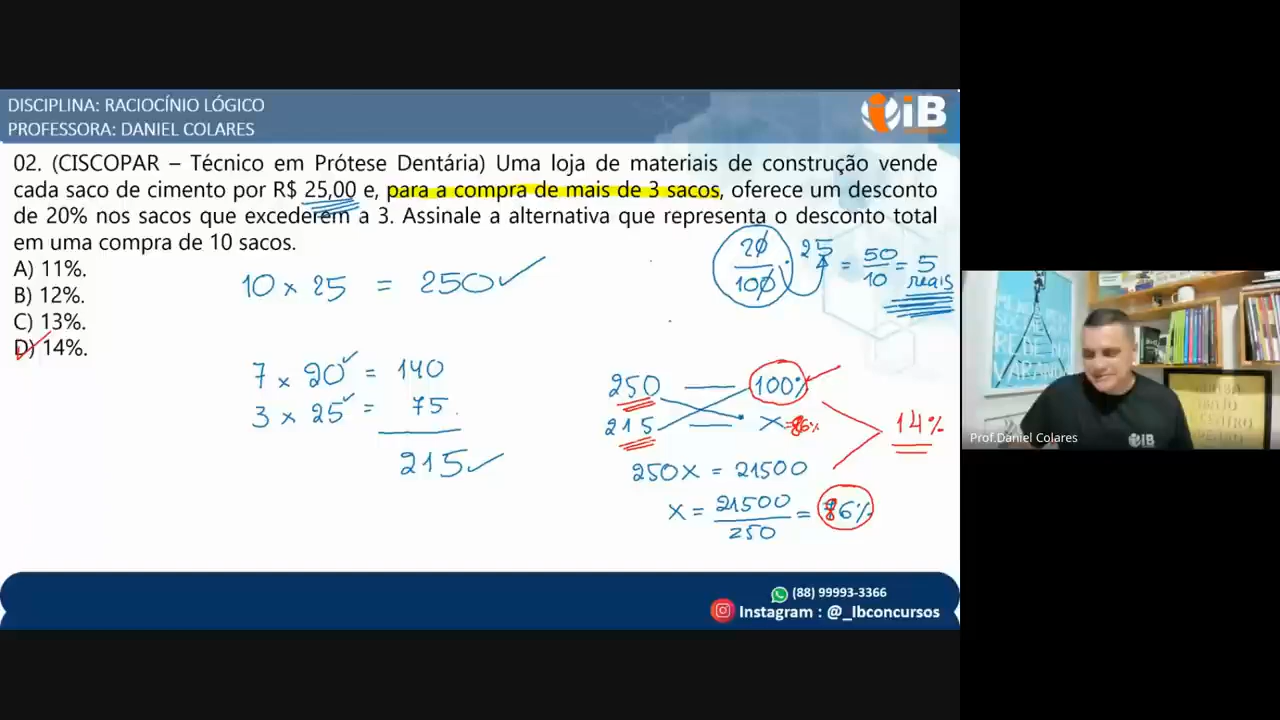 DISCIPLINA: RACIOCÍNIO LÓGICO
PROFESSORA: DANIEL COLARES
iB
02. (CISCOPAR – Técnico em Prótese Dentária) Uma loja de materiais de construção vende
cada saco de cimento por R$ 25,00 e, para a compra de mais de 3 sacos, oferece um desconto
de 20% nos sacos que excederem a 3. Assinale a alternativa que representa o desconto total
em uma compra de 10 sacos.
A) 11%.
B) 12%.
C) 13%.
D) 14%.
20/100 · 25 = 50/10 = 5 reais
10 × 25 = 250
7 × 20 = 140
3 × 25 = 75
215
250 100%
215 x = 86%
14%
250x = 21500
x = 21500/250 = 86%
(88) 99993-3366
Instagram : @_Ibconcursos
Prof.Daniel Colares
IB